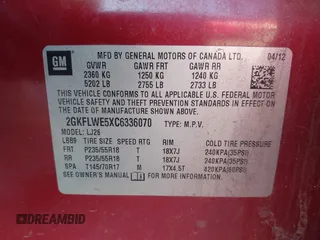 GM
MFD BY GENERAL MOTORS OF CANADA LTD. 04/12
GVWR GAWR FRT GAWR RR
2360 KG 1250 KG 1240 KG
5202 LB 2755 LB 2733 LB
THIS VEHICLE CONFORMS TO ALL APPLICABLE U.S. FEDERAL
MOTOR VEHICLE SAFETY, BUMPER, AND THEFT PREVENTION
STANDARDS IN EFFECT ON THE DATE OF MANUFACTURE SHOWN ABOVE.
2GKFLWE5XC6336070 TYPE: M.P.V.
MODEL: LJ26
TIRE SIZE SPEED RTG RIM COLD TIRE PRESSURE
FRT P235/55R18 T 18X7J 240KPA(35PSI)
RR P235/55R18 T 18X7J 240KPA(35PSI)
SPA T145/70R17 M 17X4.5T 420KPA(60PSI)
SEE OWNER'S MANUAL FOR ADDITIONAL INFORMATION
DREAMBID